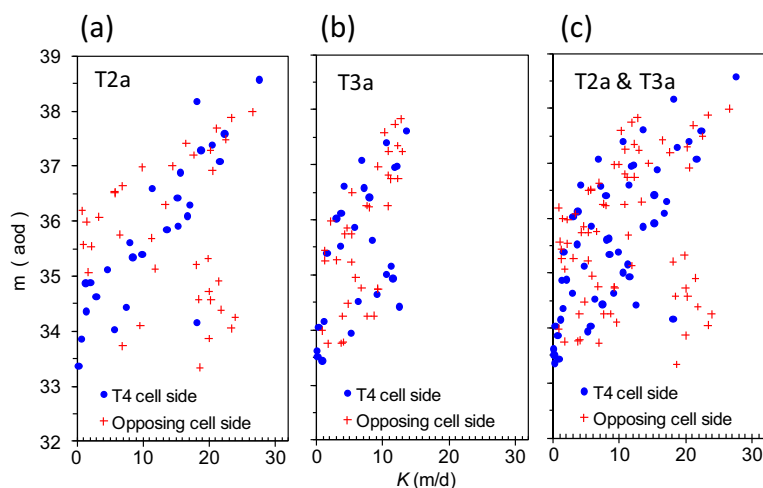 (a) (b) (c)
39
38
37
36
35
34
33
32
m ( aod )
T2a
T4 cell side
Opposing cell side
0 10 20 30
T3a
T4 cell side
Opposing cell side
0 10 20 30
K (m/d)
T2a & T3a
T4 cell side
Opposing cell side
0 10 20 30